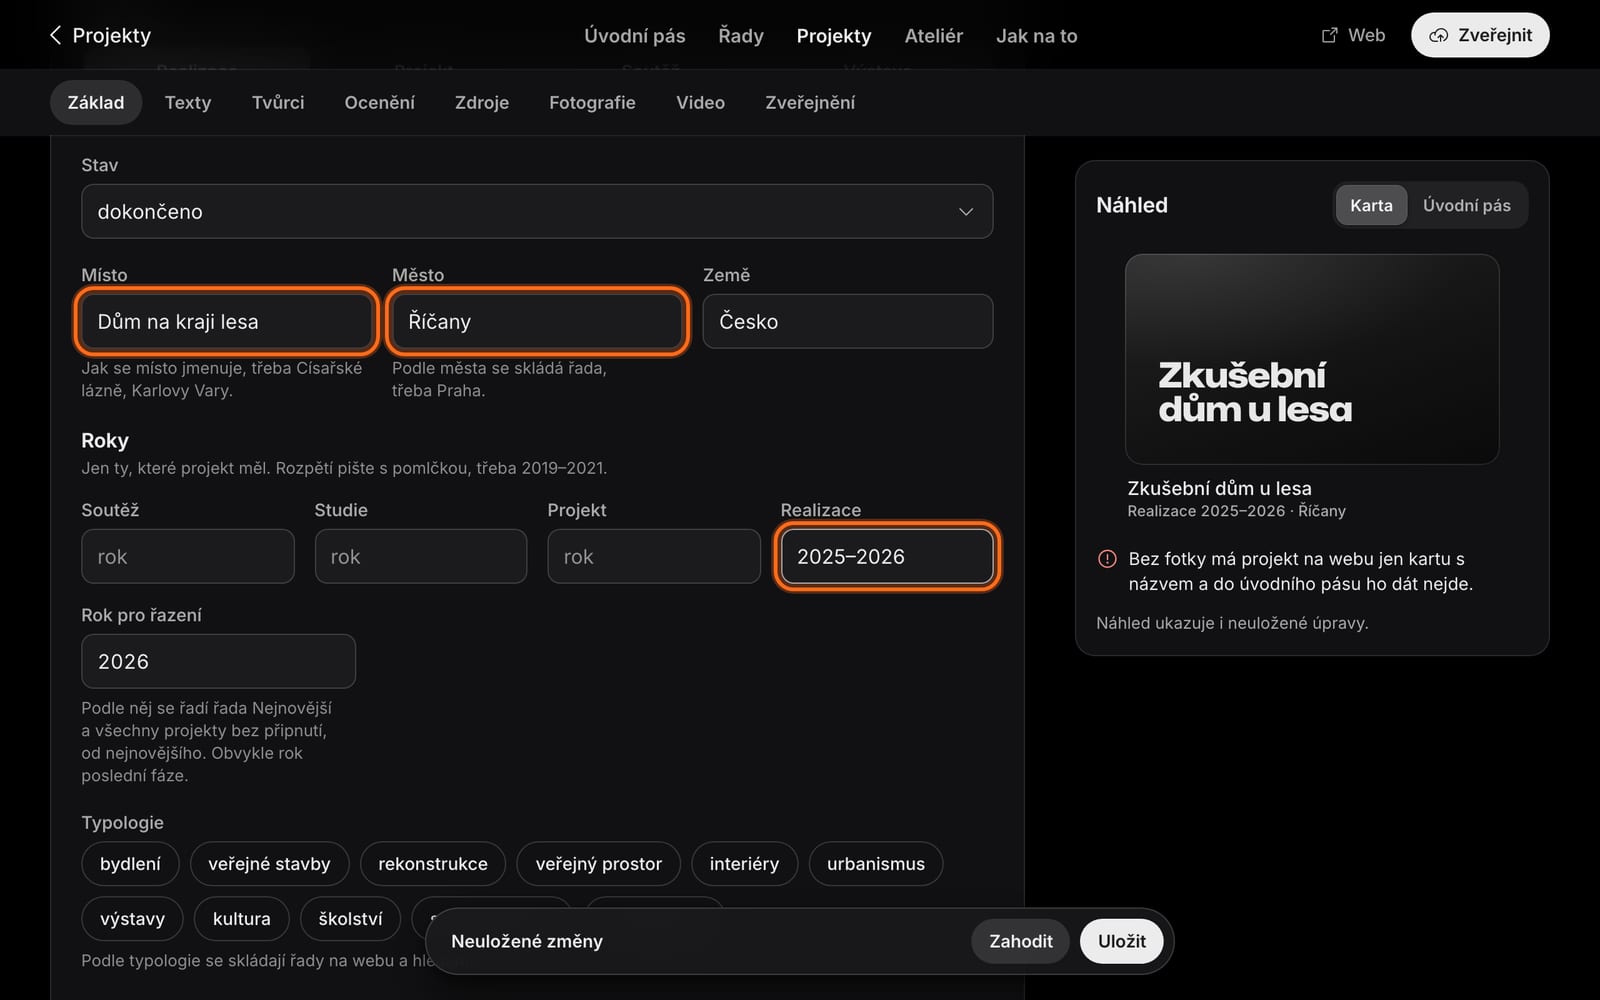 Projekty
Úvodní pás
Řady
Projekty
Ateliér
Jak na to
Web
Zveřejnit
Základ
Texty
Tvůrci
Ocenění
Zdroje
Fotografie
Video
Zveřejnění
Stav
dokončeno
Místo
Město
Země
Dům na kraji lesa
Říčany
Česko
Jak se místo jmenuje, třeba Císařské
lázně, Karlovy Vary.
Podle města se skládá řada,
třeba Praha.
Roky
Jen ty, které projekt měl. Rozpětí pište s pomlčkou, třeba 2019–2021.
Soutěž
Studie
Projekt
Realizace
rok
rok
rok
2025–2026
Rok pro řazení
2026
Podle něj se řadí řada Nejnovější
a všechny projekty bez připnutí,
od nejnovějšího. Obvykle rok
poslední fáze.
Typologie
bydlení
veřejné stavby
rekonstrukce
veřejný prostor
interiéry
urbanismus
výstavy
kultura
školství
Podle typologie se skládají řady na webu a
Neuložené změny
Zahodit
Uložit
Náhled
Karta
Úvodní pás
Zkušební
dům u lesa
Zkušební dům u lesa
Realizace 2025–2026 · Říčany
Bez fotky má projekt na webu jen kartu s
názvem a do úvodního pásu ho dát nejde.
Náhled ukazuje i neuložené úpravy.